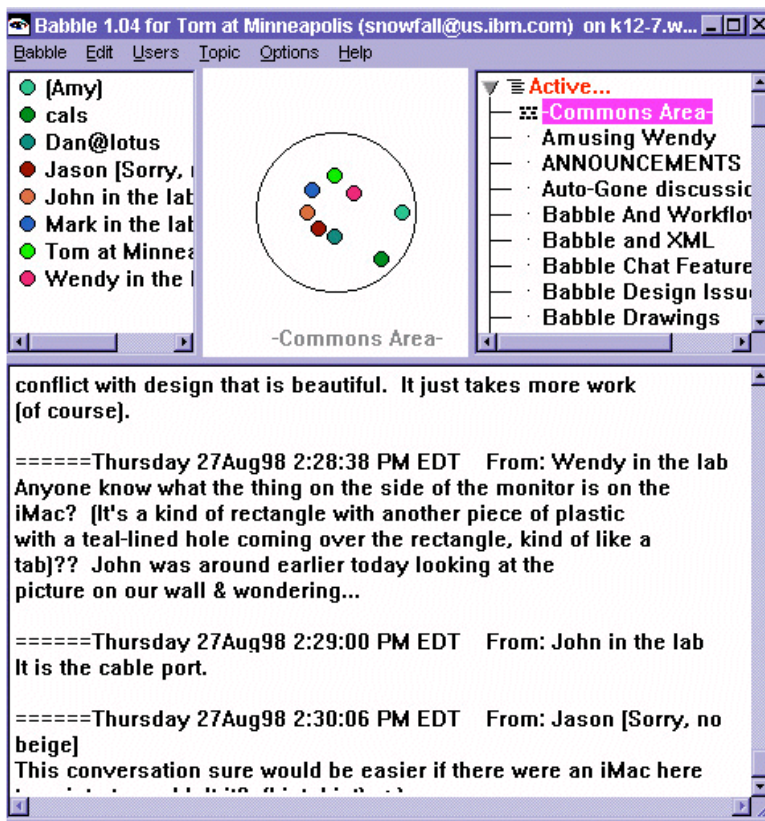 Babble 1.04 for Tom at Minneapolis (snowfall@us.ibm.com) on k12-7.w...
Babble Edit Users Topic Options Help
(Amy)
cals
Dan@lotus
Jason [Sorry,
John in the lab
Mark in the lab
Tom at Minnea
Wendy in the
-Commons Area-
Active...
-Commons Area-
Amusing Wendy
ANNOUNCEMENTS
Auto-Gone discussio
Babble And Workflov
Babble and XML
Babble Chat Feature
Babble Design Issu
Babble Drawings
conflict with design that is beautiful. It just takes more work
(of course).
======Thursday 27Aug98 2:28:38 PM EDT From: Wendy in the lab
Anyone know what the thing on the side of the monitor is on the
iMac? (It's a kind of rectangle with another piece of plastic
with a teal-lined hole coming over the rectangle, kind of like a
tab)?? John was around earlier today looking at the
picture on our wall & wondering...
======Thursday 27Aug98 2:29:00 PM EDT From: John in the lab
It is the cable port.
======Thursday 27Aug98 2:30:06 PM EDT From: Jason [Sorry, no
beige]
This conversation sure would be easier if there were an iMac here